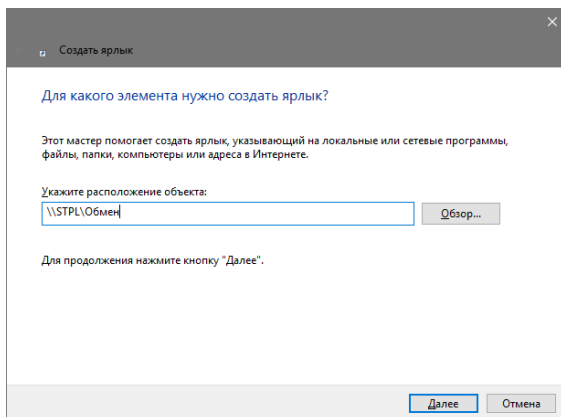 Создать ярлык
Для какого элемента нужно создать ярлык?
Этот мастер помогает создать ярлык, указывающий на локальные или сетевые программы,
файлы, папки, компьютеры или адреса в Интернете.
Укажите расположение объекта:
\\STPL\Обмен
Обзор...
Для продолжения нажмите кнопку "Далее".
Далее
Отмена